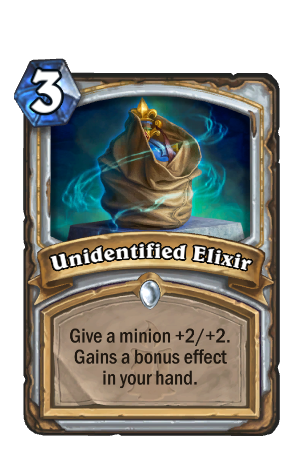 3
Unidentified Elixir
Give a minion +2/+2.
Gains a bonus effect
in your hand.